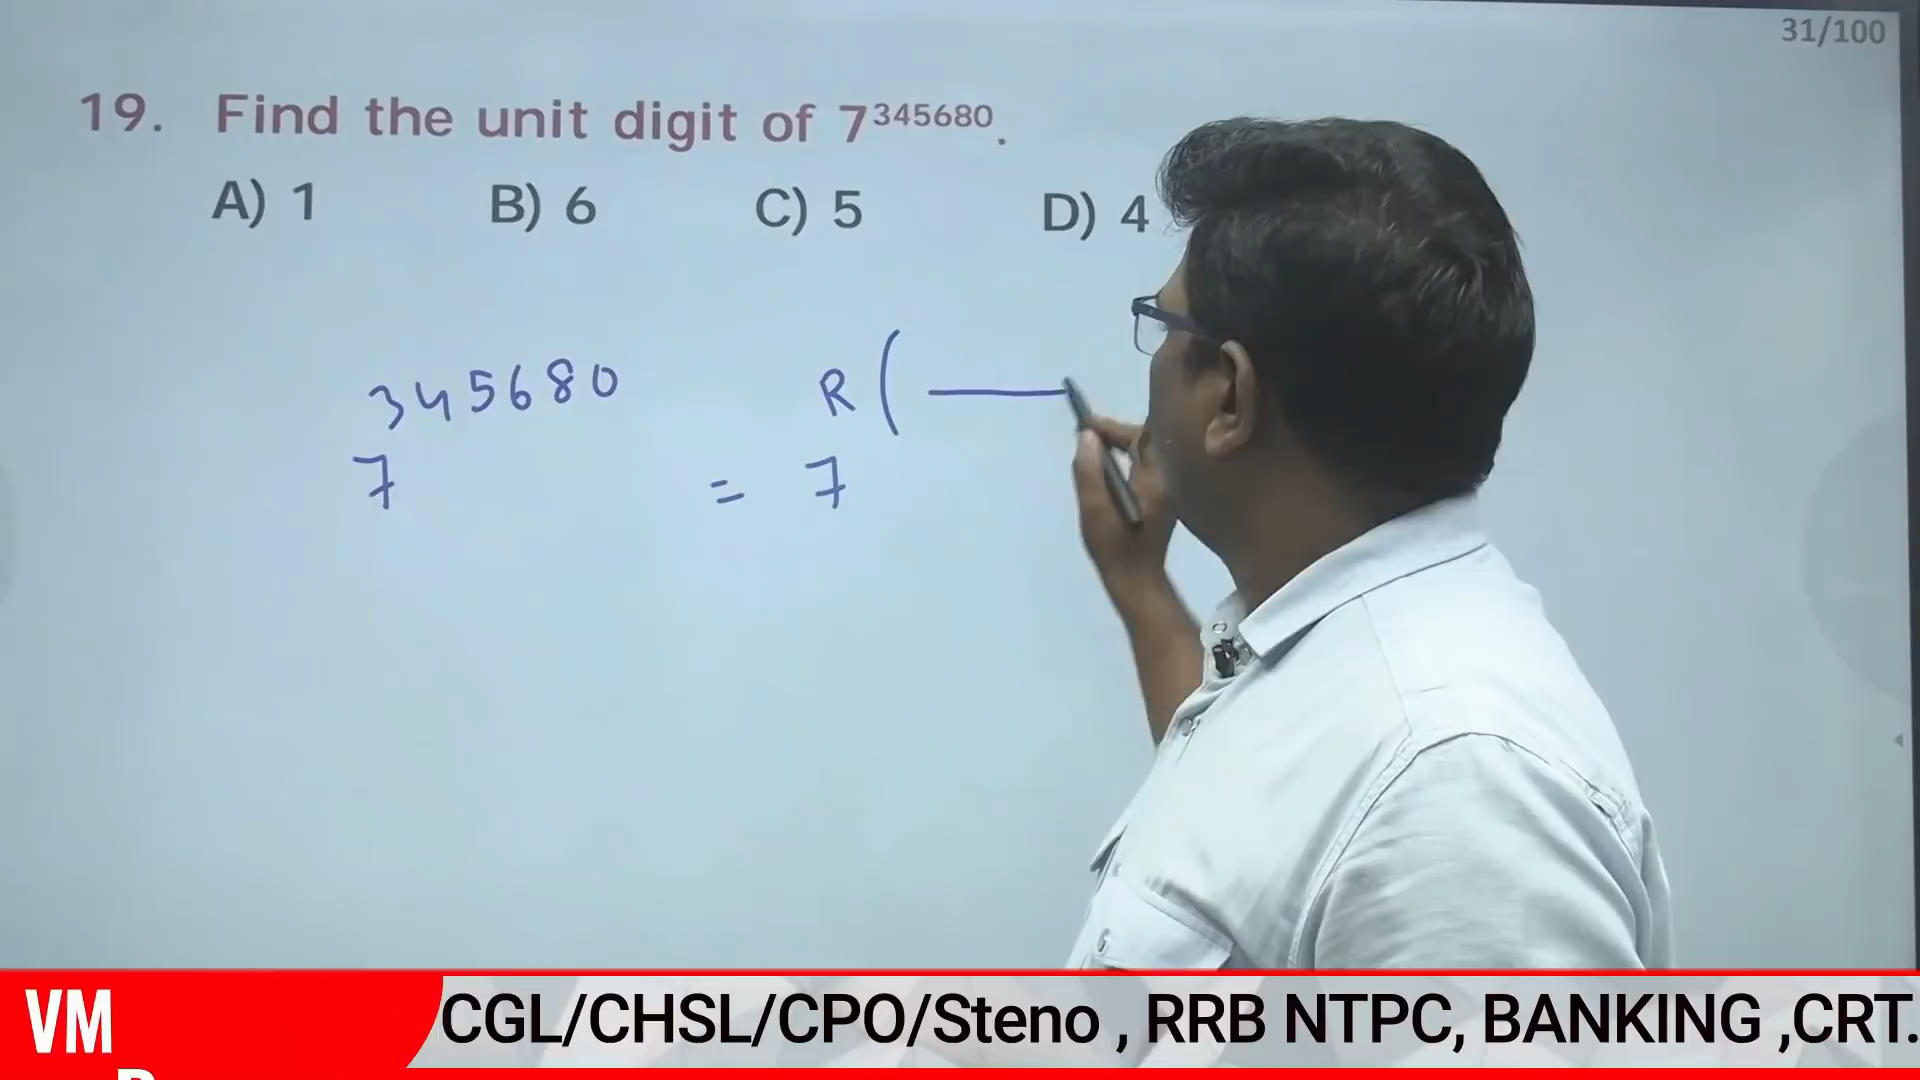 31/100
19. Find the unit digit of 7³⁴⁵⁶⁸⁰.
A) 1 B) 6 C) 5 D) 4
345680 R (
7 = 7
VM
CGL/CHSL/CPO/Steno , RRB NTPC, BANKING ,CRT.